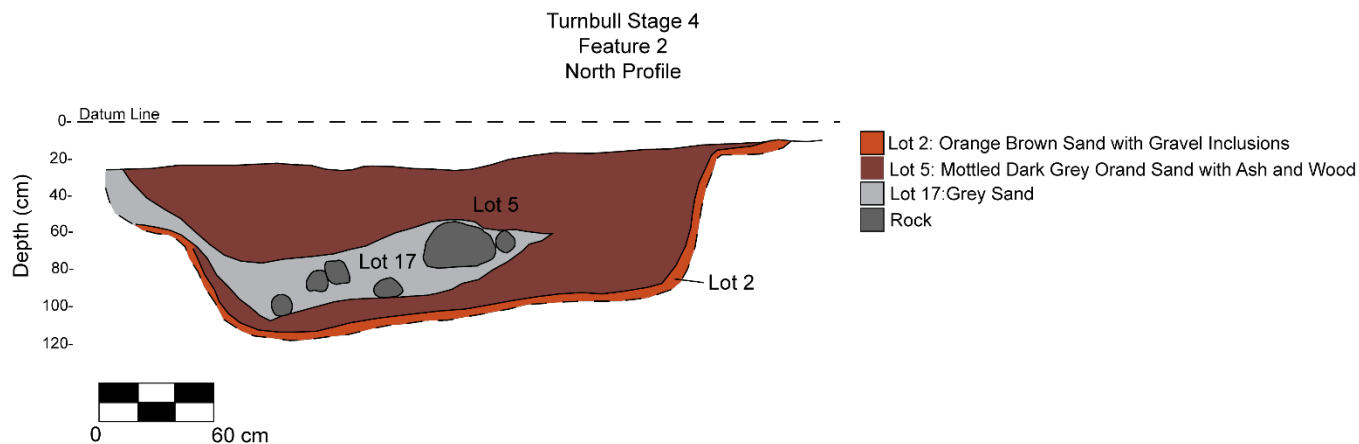 Turnbull Stage 4
Feature 2
North Profile
Datum Line
0-
20-
40-
60-
80-
100-
120-
Depth (cm)
Lot 5
Lot 17
Lot 2
Lot 2: Orange Brown Sand with Gravel Inclusions
Lot 5: Mottled Dark Grey Orand Sand with Ash and Wood
Lot 17:Grey Sand
Rock
0 60 cm